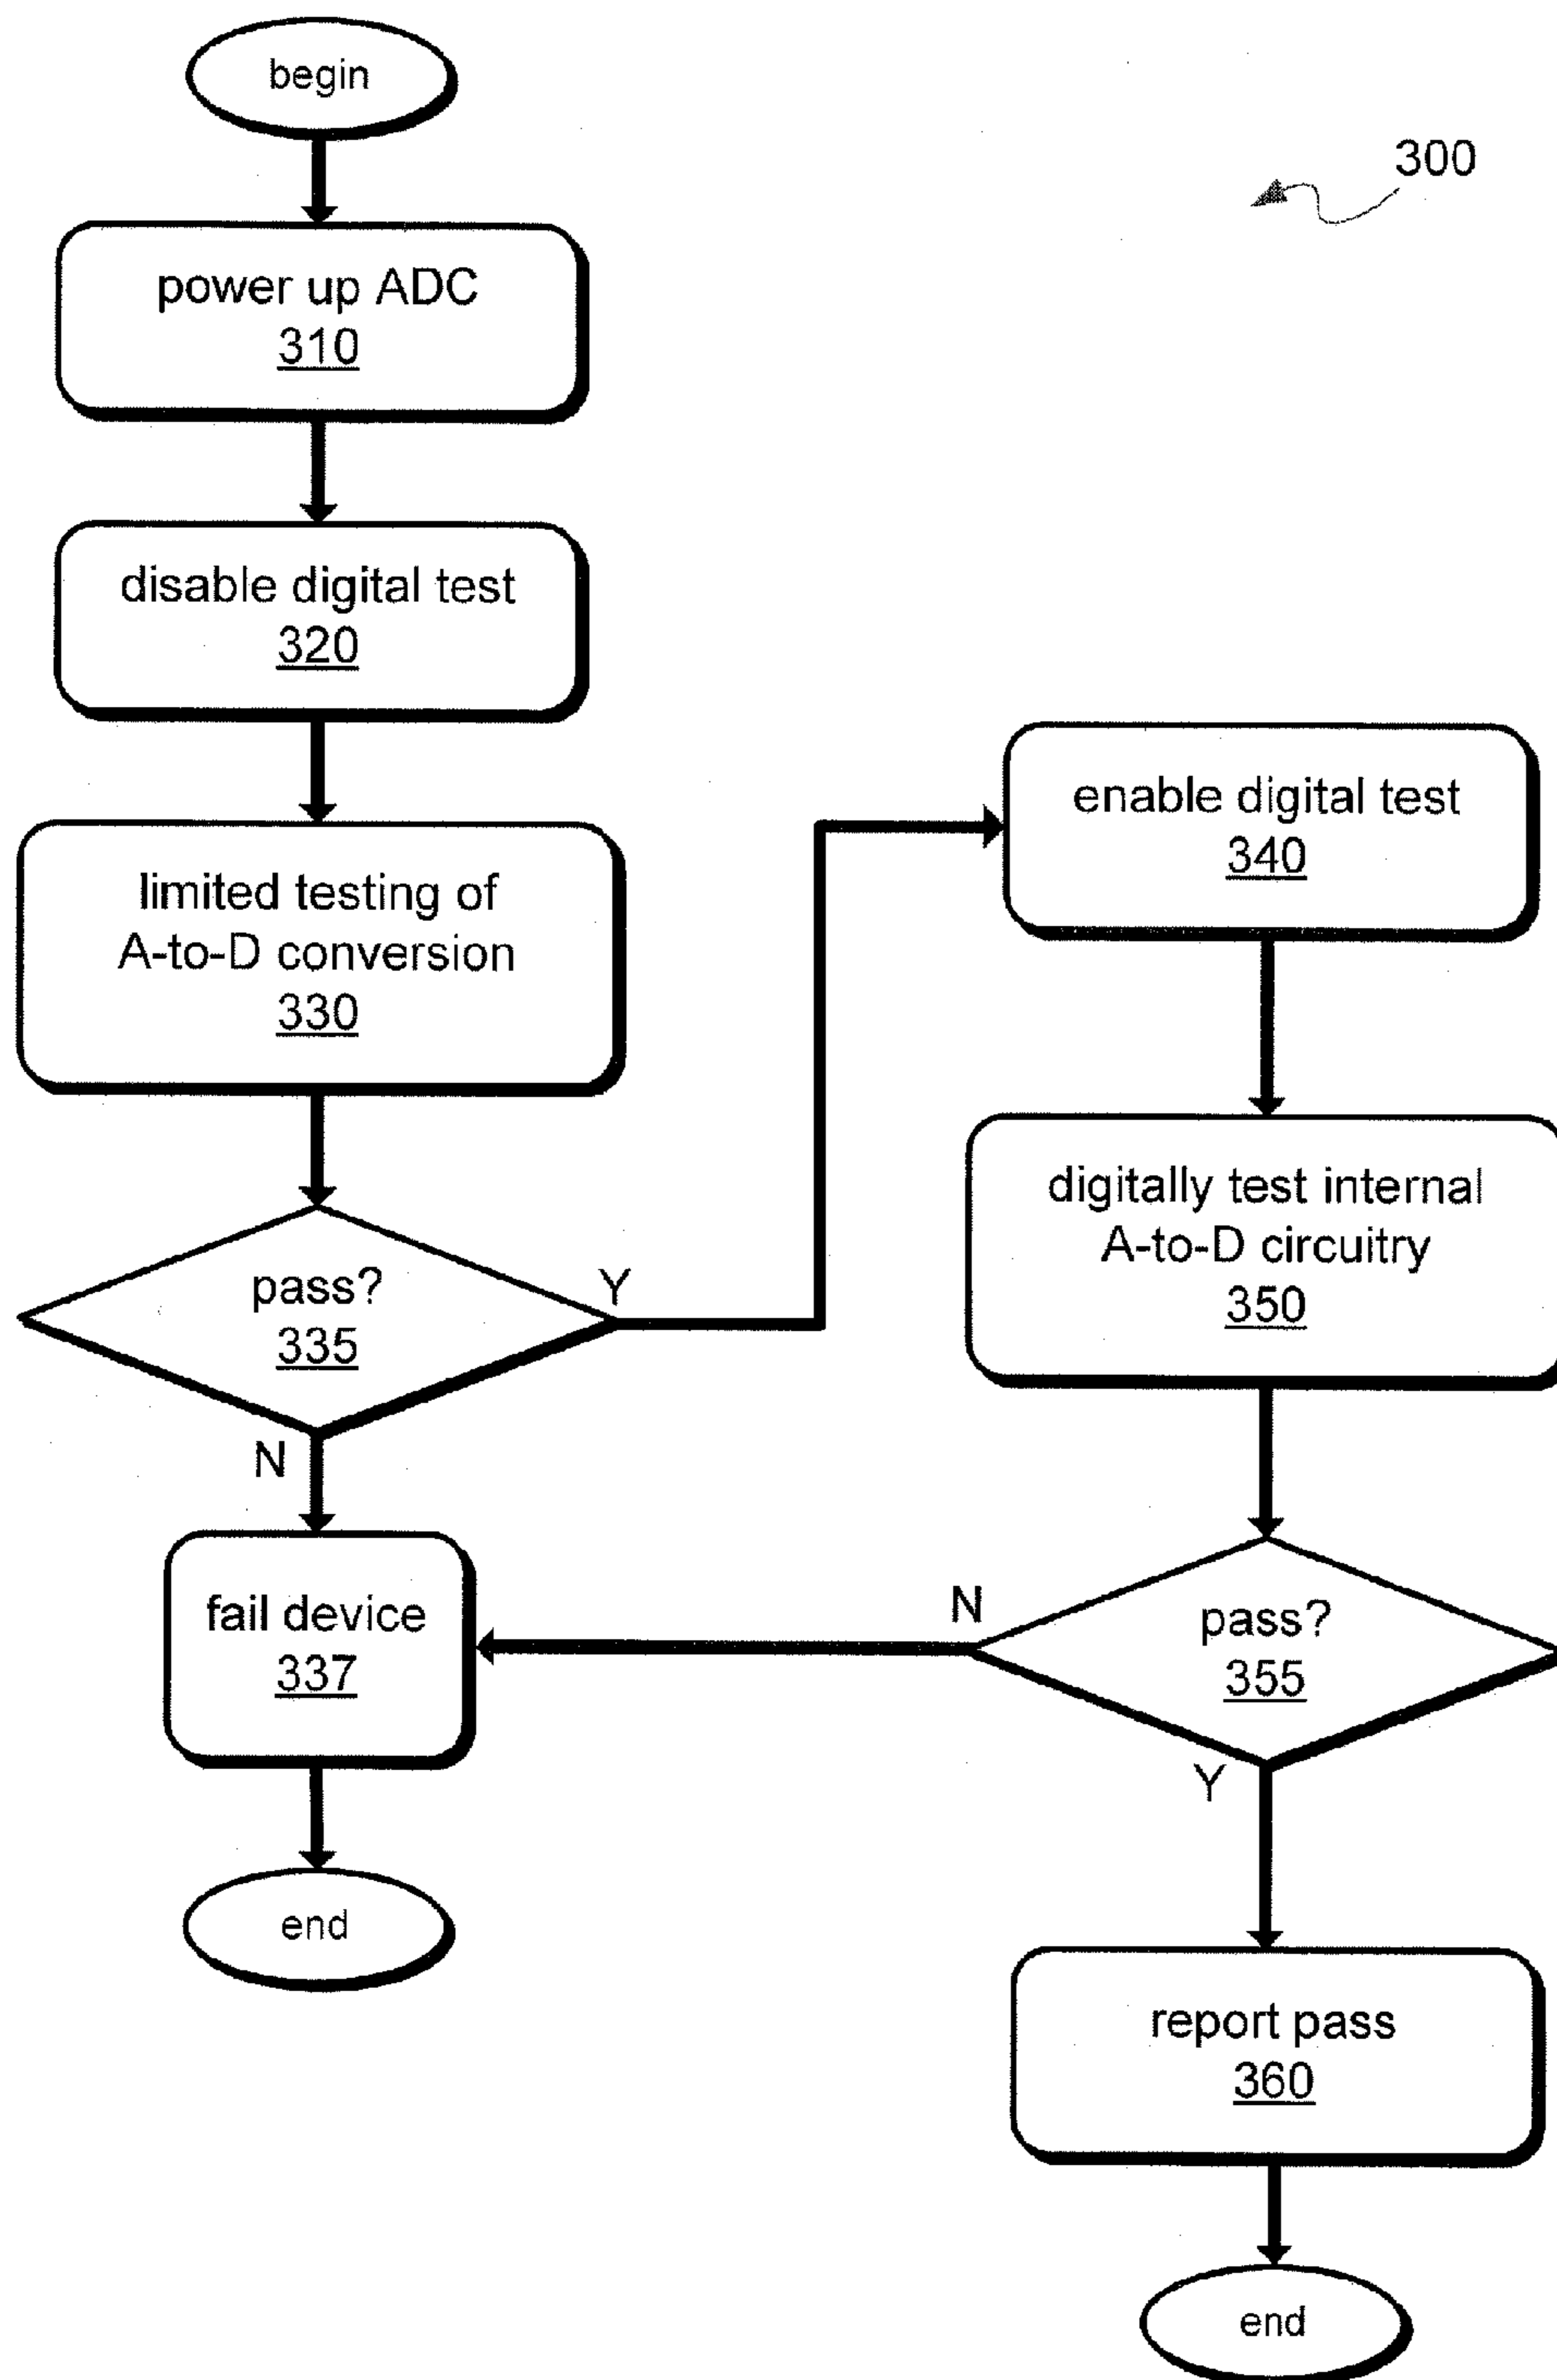 begin
300
power up ADC
310
disable digital test
320
limited testing of
A-to-D conversion
330
pass?
335
Y
N
fail device
337
end
enable digital test
340
digitally test internal
A-to-D circuitry
350
pass?
355
N
Y
report pass
360
end